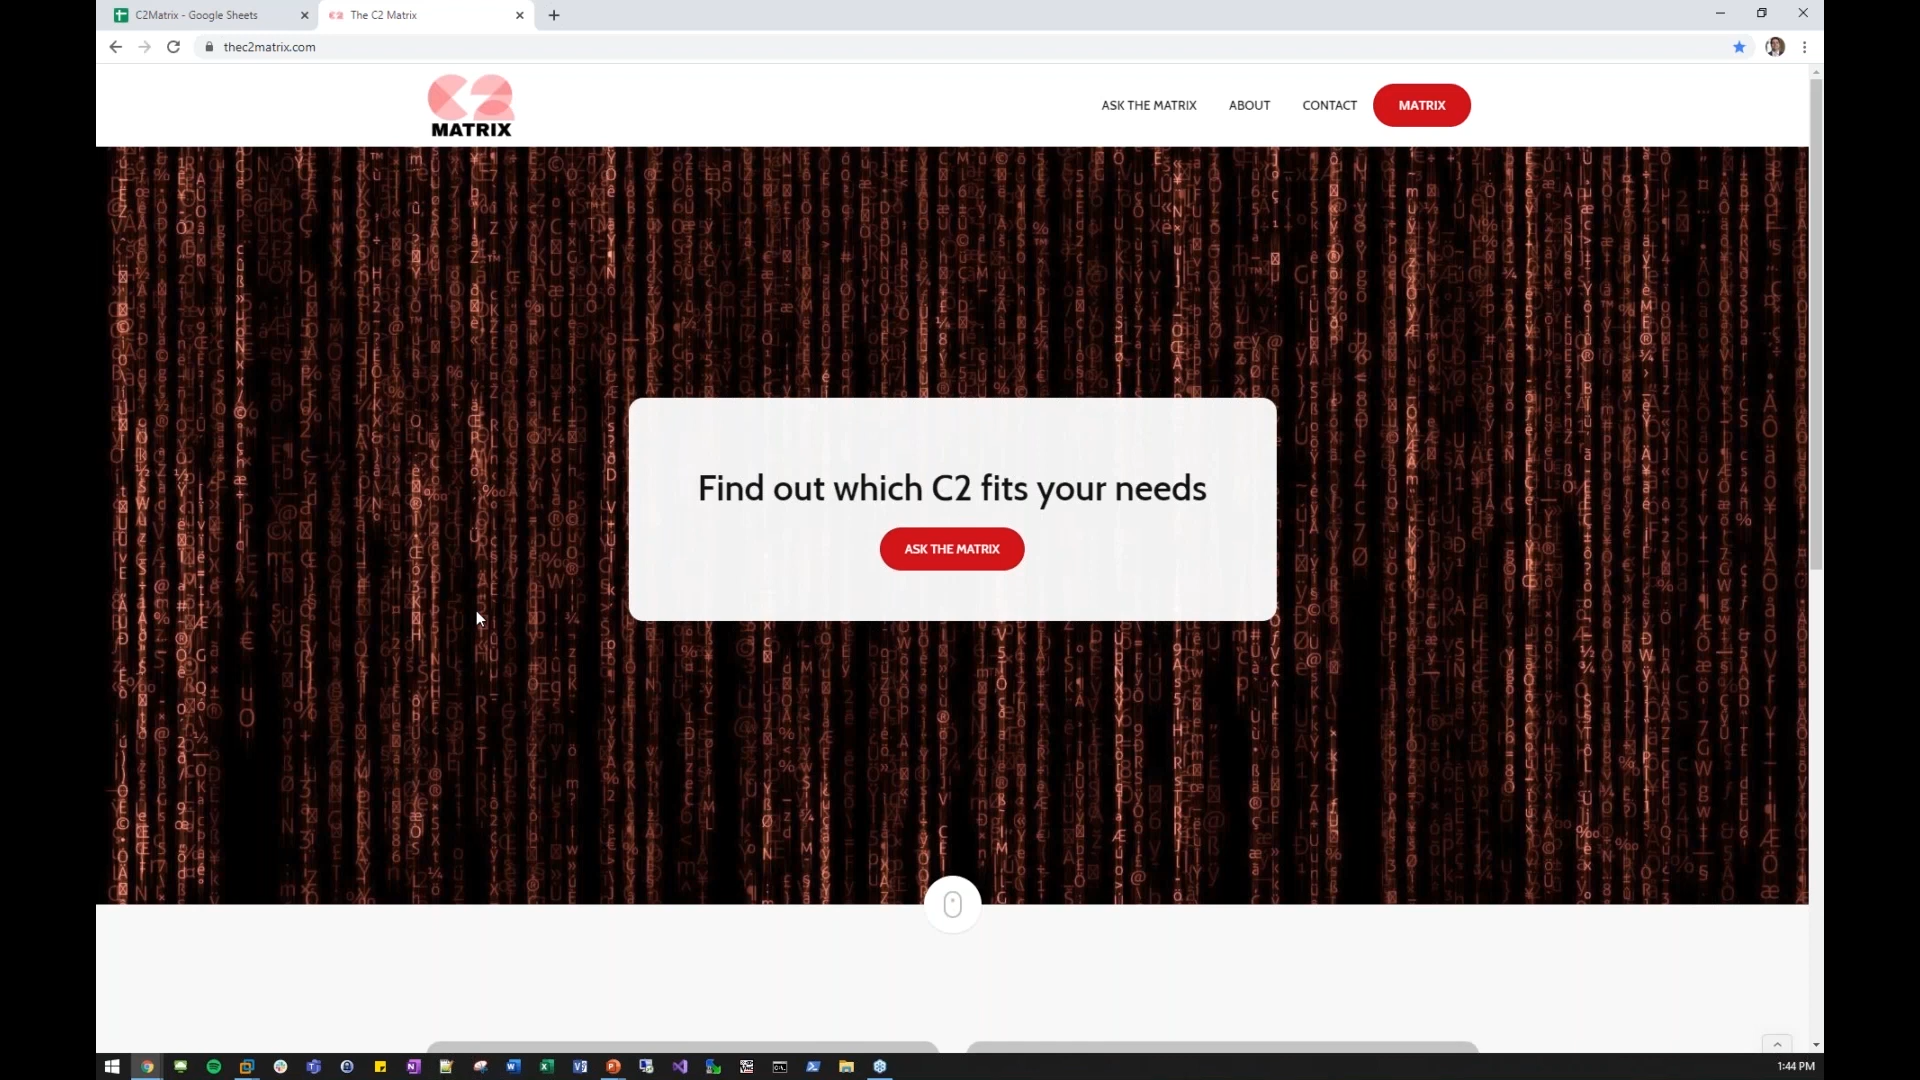 C2Matrix - Google Sheets
The C2 Matrix
thec2matrix.com
MATRIX
ASK THE MATRIX
ABOUT
CONTACT
MATRIX
Find out which C2 fits your needs
ASK THE MATRIX
1:44 PM